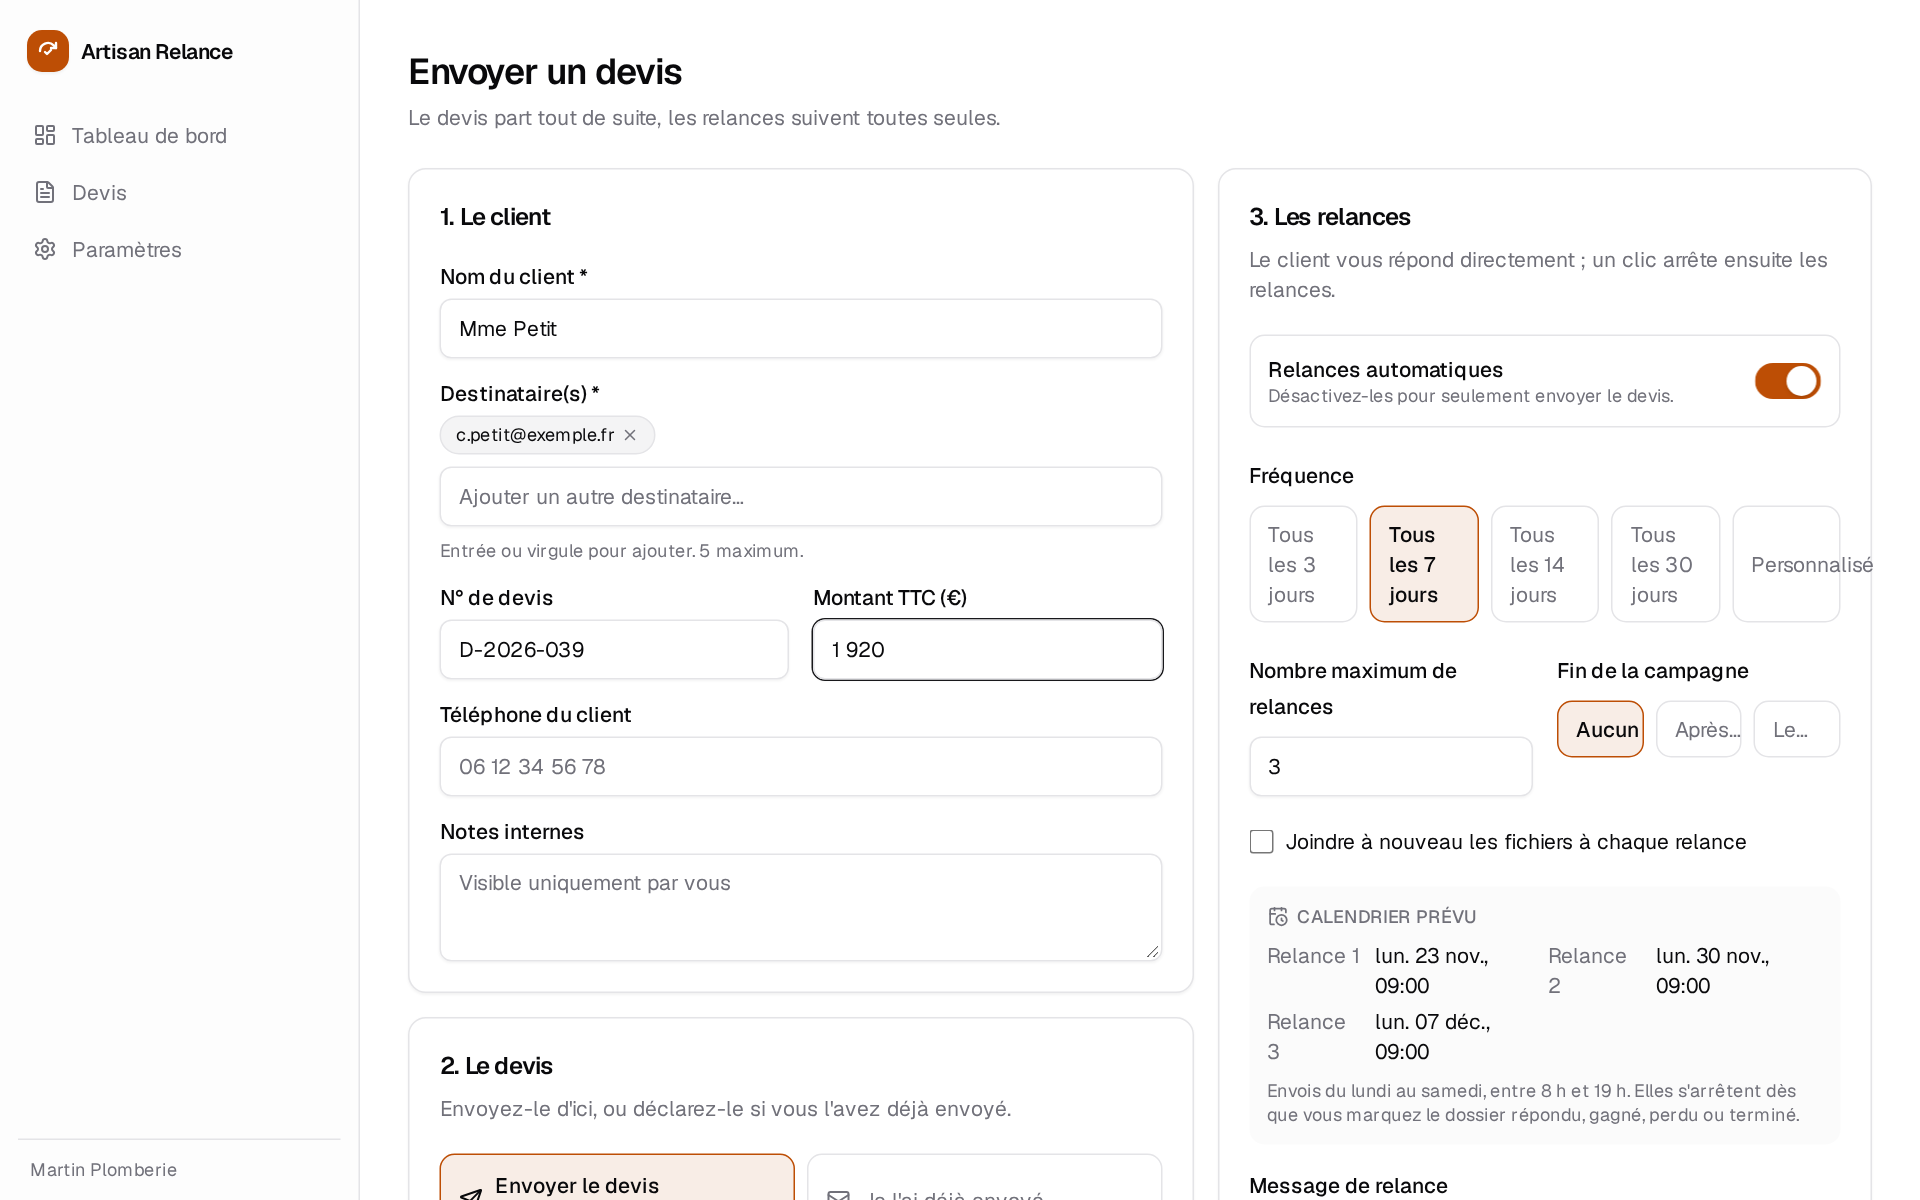 Artisan Relance
Tableau de bord
Devis
Paramètres
Martin Plomberie
Envoyer un devis
Le devis part tout de suite, les relances suivent toutes seules.
1. Le client
Nom du client *
Mme Petit
Destinataire(s) *
c.petit@exemple.fr
Ajouter un autre destinataire...
Entrée ou virgule pour ajouter. 5 maximum.
N° de devis
Montant TTC (€)
D-2026-039
1 920
Téléphone du client
06 12 34 56 78
Notes internes
Visible uniquement par vous
2. Le devis
Envoyez-le d'ici, ou déclarez-le si vous l'avez déjà envoyé.
Envoyer le devis
Je l'ai déjà envoyé
3. Les relances
Le client vous répond directement ; un clic arrête ensuite les
relances.
Relances automatiques
Désactivez-les pour seulement envoyer le devis.
Fréquence
Tous
les 3
jours
Tous
les 7
jours
Tous
les 14
jours
Tous
les 30
jours
Personnalisé
Nombre maximum de
relances
3
Fin de la campagne
Aucun
Après...
Le...
Joindre à nouveau les fichiers à chaque relance
CALENDRIER PRÉVU
Relance 1
lun. 23 nov.,
09:00
Relance
2
lun. 30 nov.,
09:00
Relance
3
lun. 07 déc.,
09:00
Envois du lundi au samedi, entre 8 h et 19 h. Elles s'arrêtent dès
que vous marquez le dossier répondu, gagné, perdu ou terminé.
Message de relance